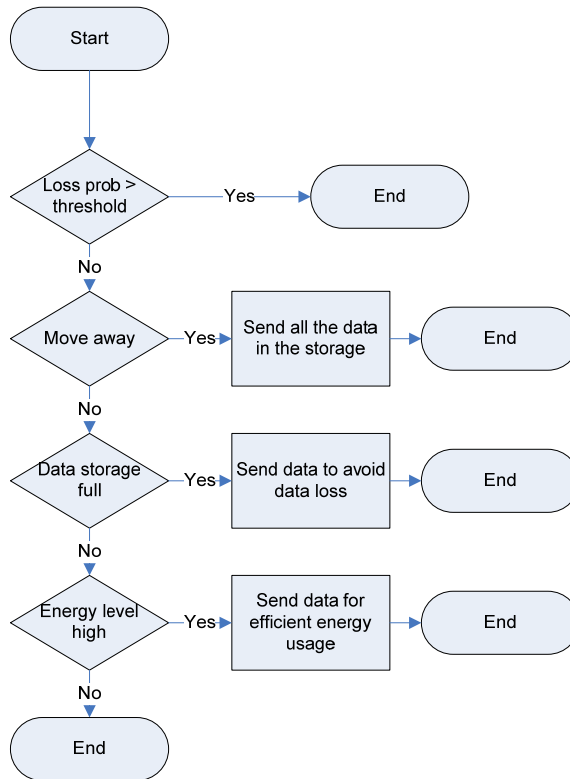 Start
Loss prob >
threshold
Yes
End
No
Move away
Yes
Send all the data
in the storage
End
No
Data storage
full
Yes
Send data to avoid
data loss
End
No
Energy level
high
Yes
Send data for
efficient energy
usage
End
No
End